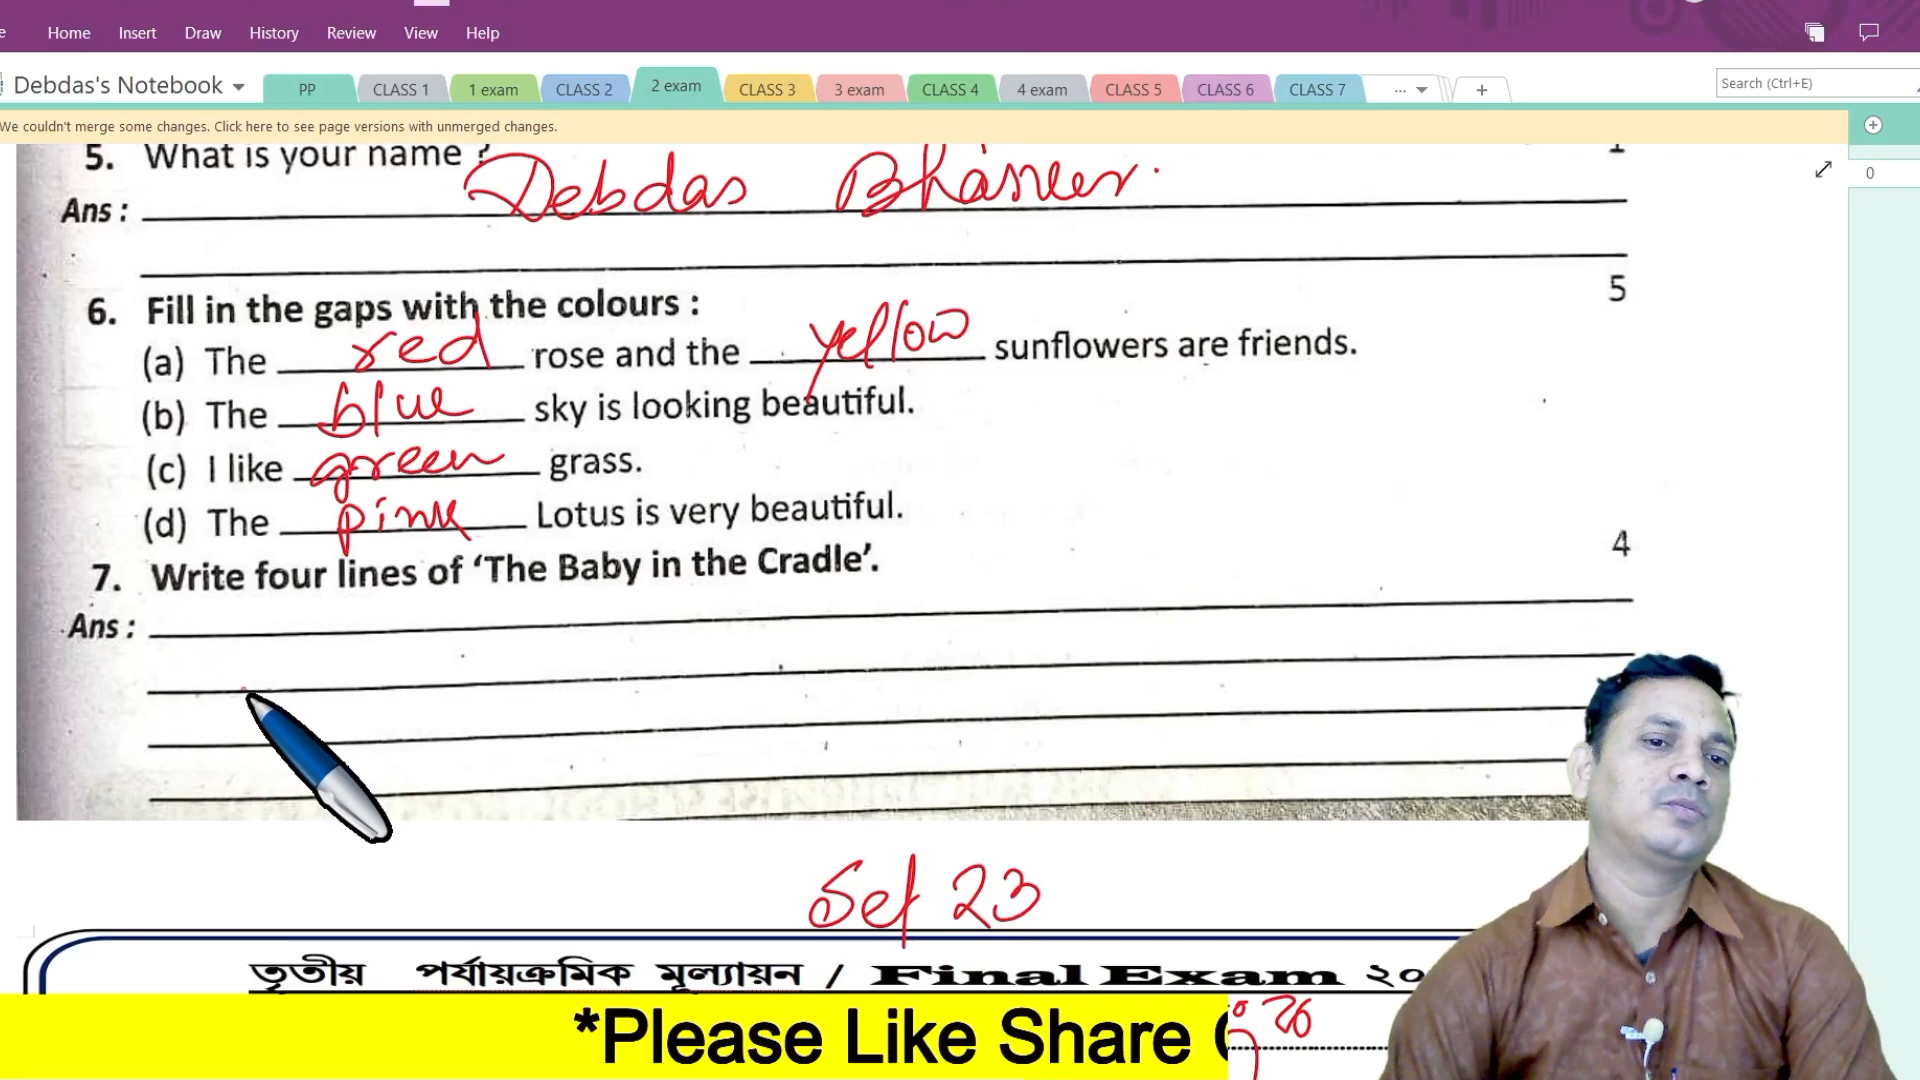 Home Insert Draw History Review View Help
Debdas's Notebook PP CLASS 1 1 exam CLASS 2 2 exam CLASS 3 3 exam CLASS 4 4 exam CLASS 5 CLASS 6 CLASS 7 ... + Search (Ctrl+E)
We couldn't merge some changes. Click here to see page versions with unmerged changes.
0
5. What is your name ? 1
Ans : Debdas
6. Fill in the gaps with the colours : 5
(a) The red rose and the yellow sunflowers are friends.
(b) The blue sky is looking beautiful.
(c) I like green grass.
(d) The pink Lotus is very beautiful.
7. Write four lines of ‘The Baby in the Cradle’. 4
Ans :
Set 23
তৃতীয় পর্যায়ক্রমিক মূল্যায়ন / Final Exam ২০
*Please Like Share